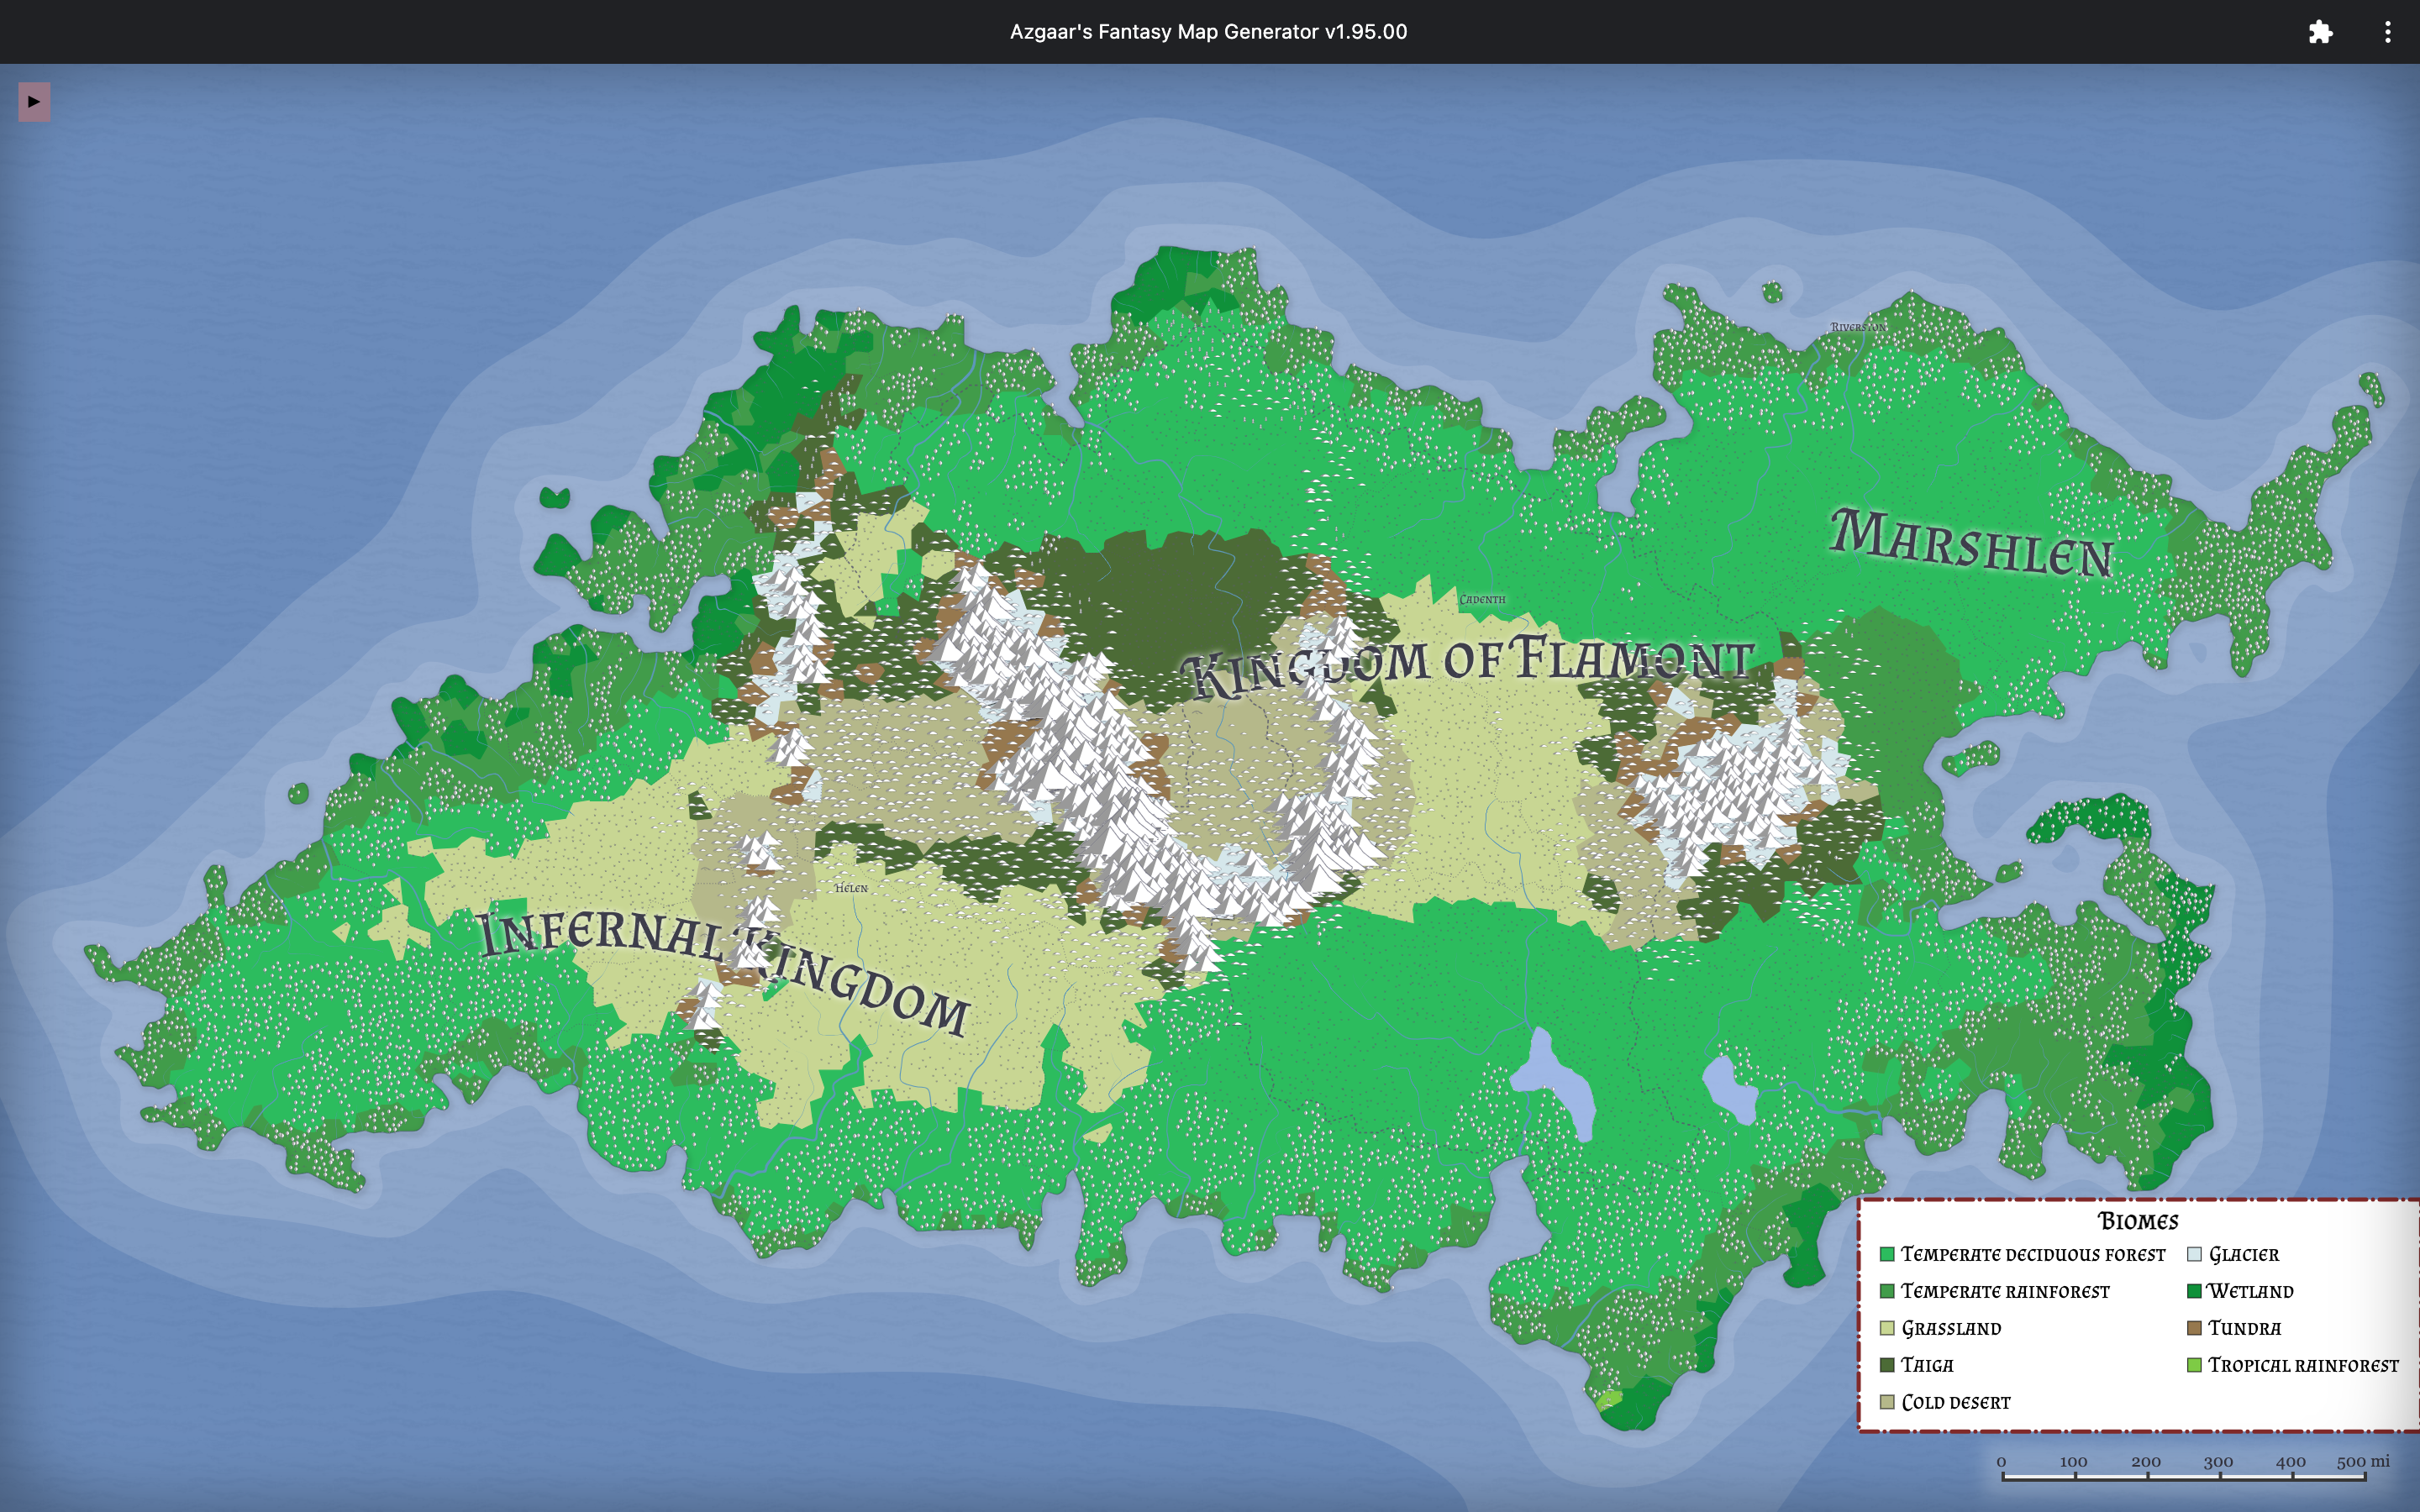 Azgaar's Fantasy Map Generator v1.95.00
Riverston
Marshlen
Cadenth
Kingdom of Flamont
Helen
Infernal Kingdom
Biomes
Temperate deciduous forest
Glacier
Temperate rainforest
Wetland
Grassland
Tundra
Taiga
Tropical rainforest
Cold desert
0 100 200 300 400 500 mi